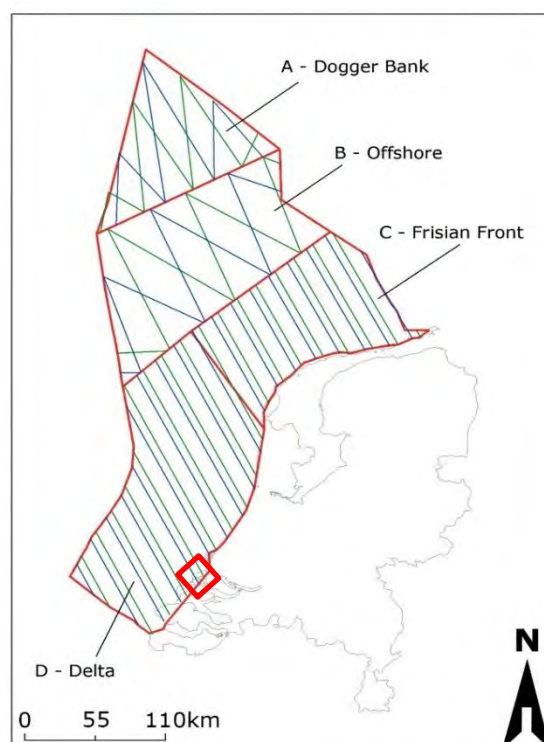 A - Dogger Bank
B - Offshore
C - Frisian Front
D - Delta
N
0 55 110km